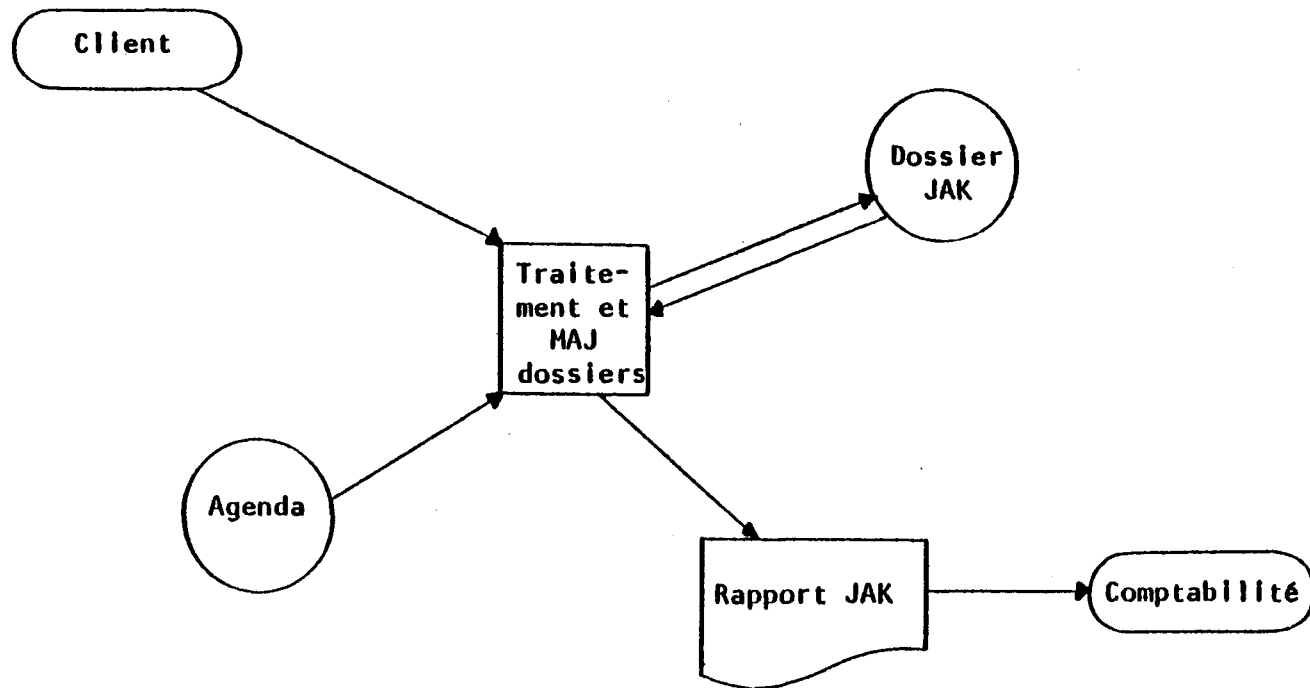 Client
Dossier
JAK
Traite-
ment et
MAJ
dossiers
Agenda
Rapport JAK
Comptabilité